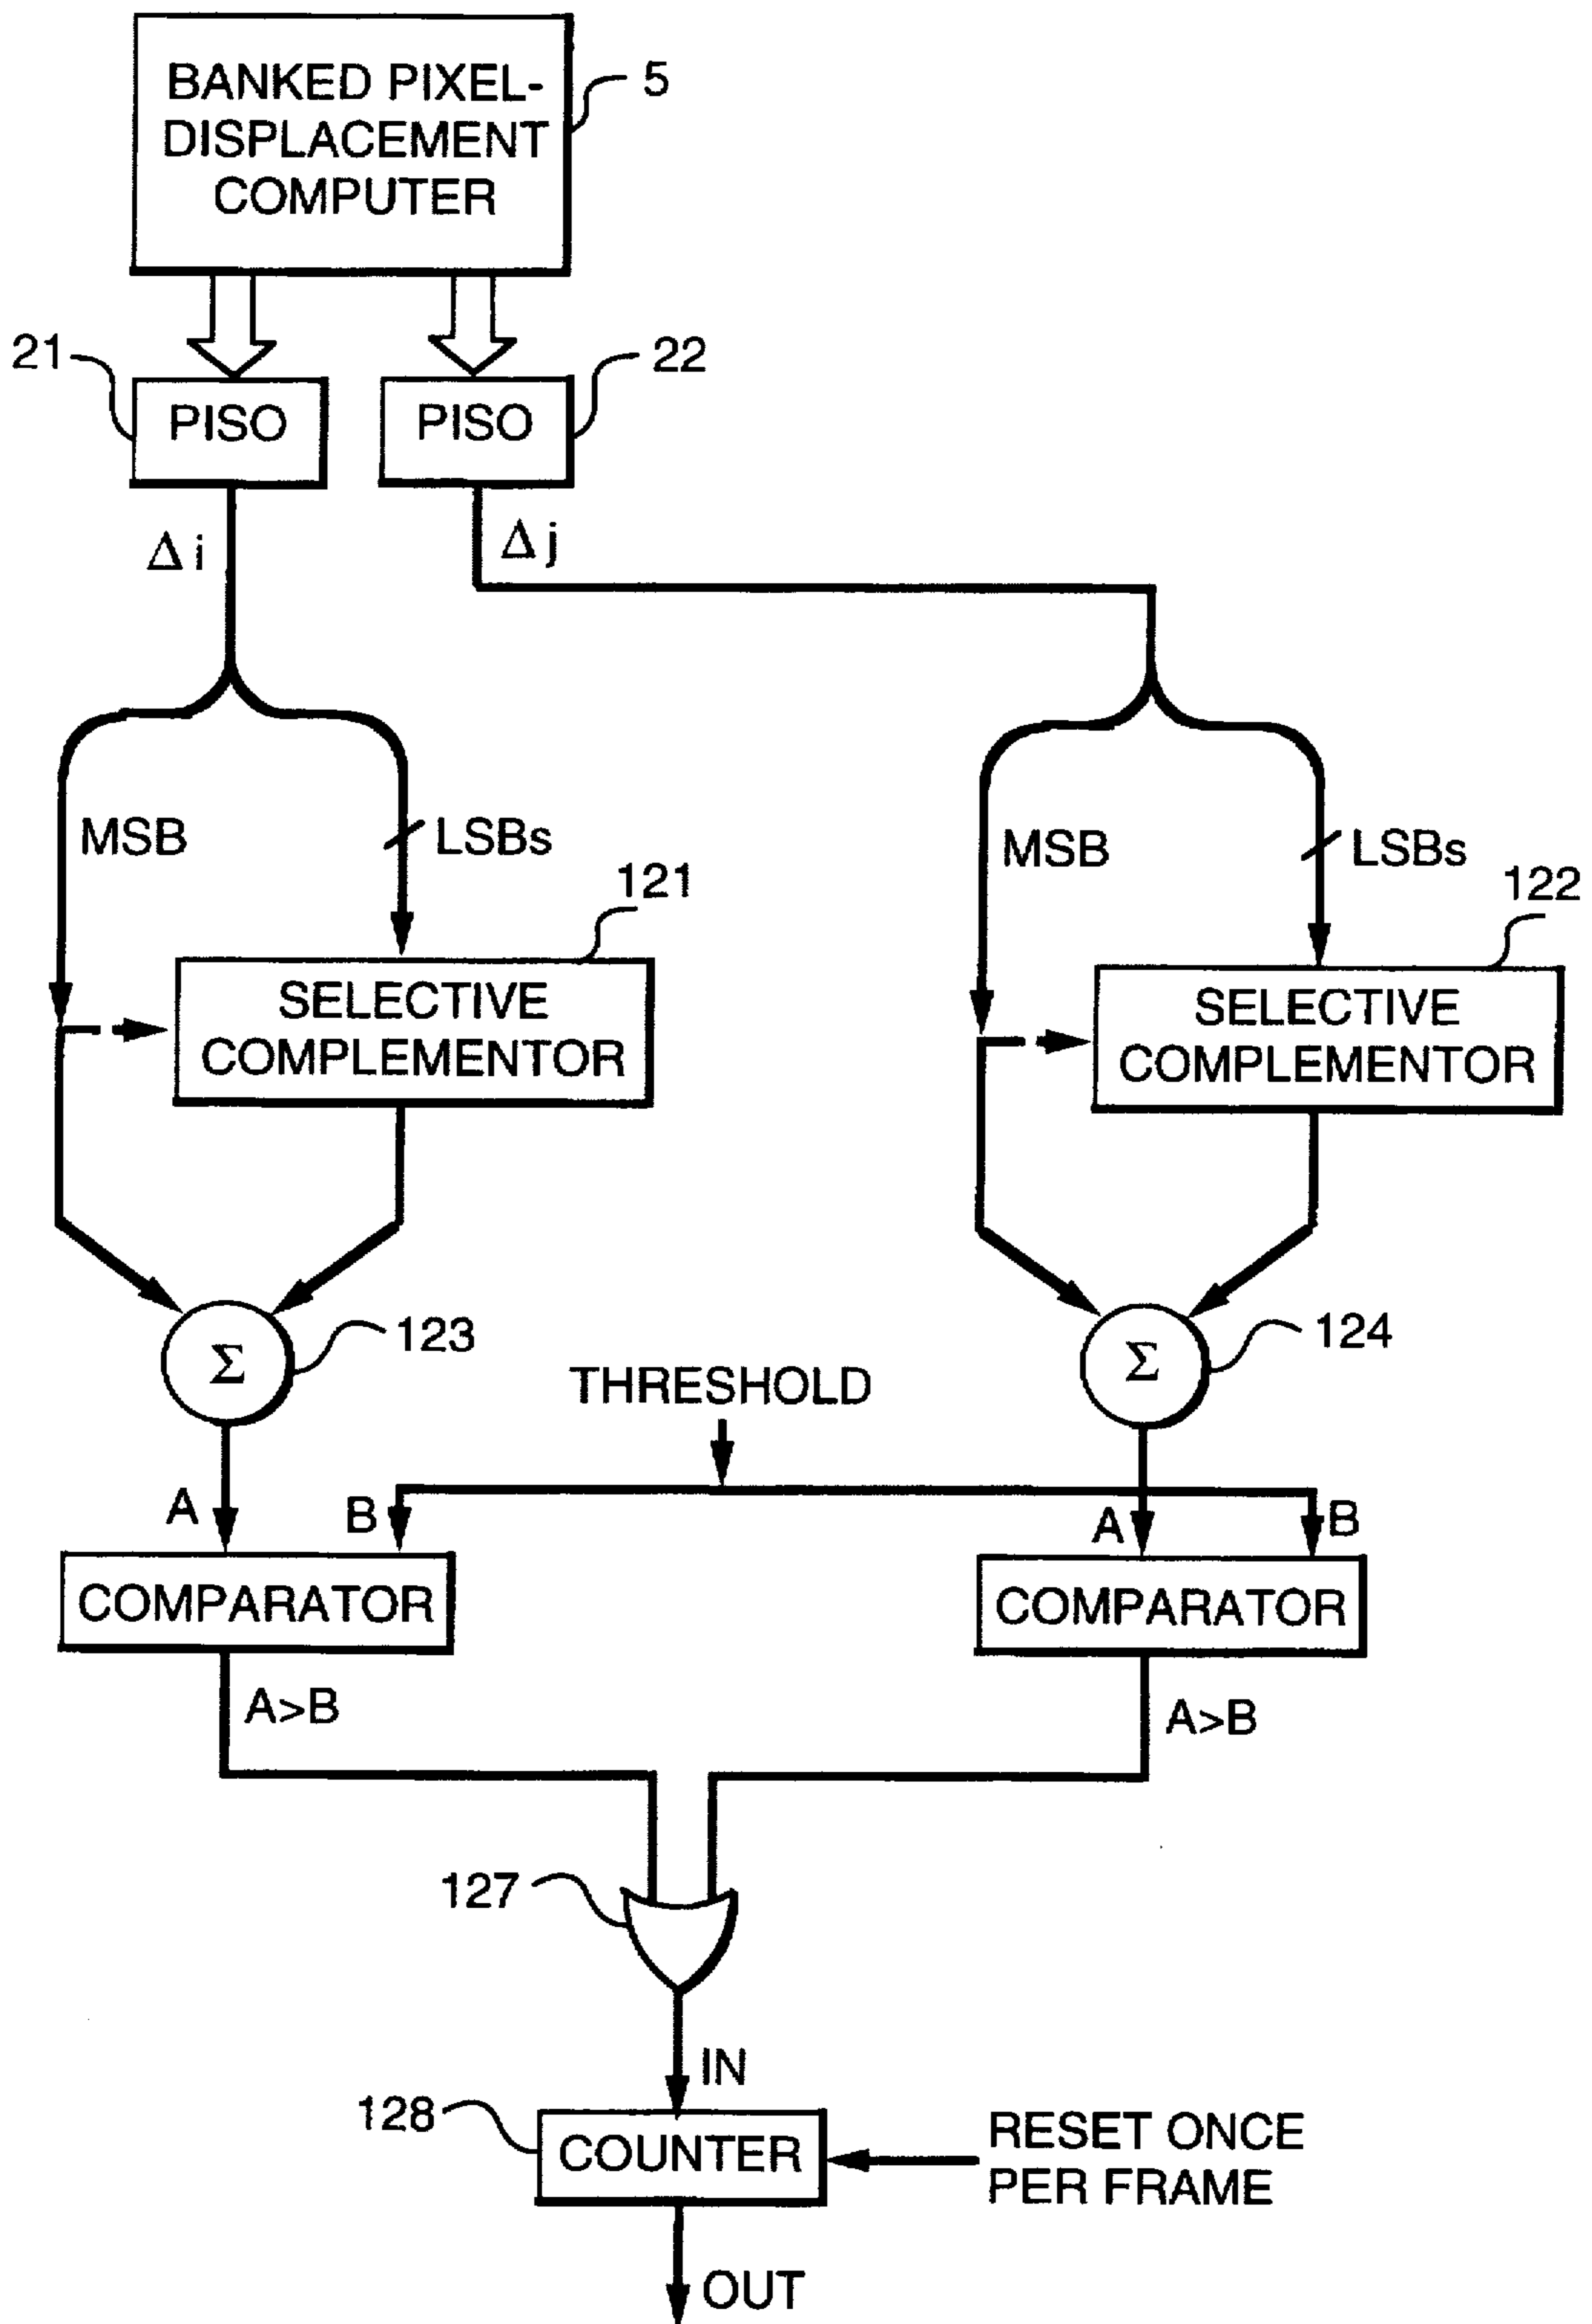 BANKED PIXEL-
DISPLACEMENT
COMPUTER
5
21
22
PISO
PISO
Δi
Δj
MSB
LSBs
MSB
LSBs
121
122
SELECTIVE
COMPLEMENTOR
SELECTIVE
COMPLEMENTOR
Σ
123
Σ
124
THRESHOLD
A
B
A
B
COMPARATOR
COMPARATOR
A>B
A>B
127
IN
128
COUNTER
RESET ONCE
PER FRAME
OUT